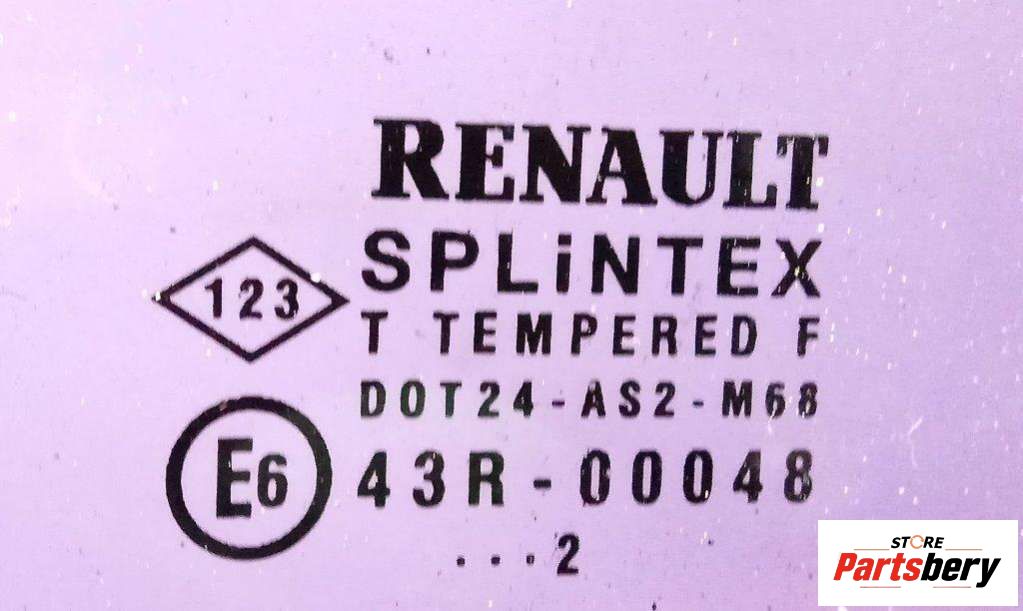 RENAULT
SPLiNTEX
123
T TEMPERED F
DOT24-AS2-M68
E6
43R-00048
...2
STORE
Partsbery